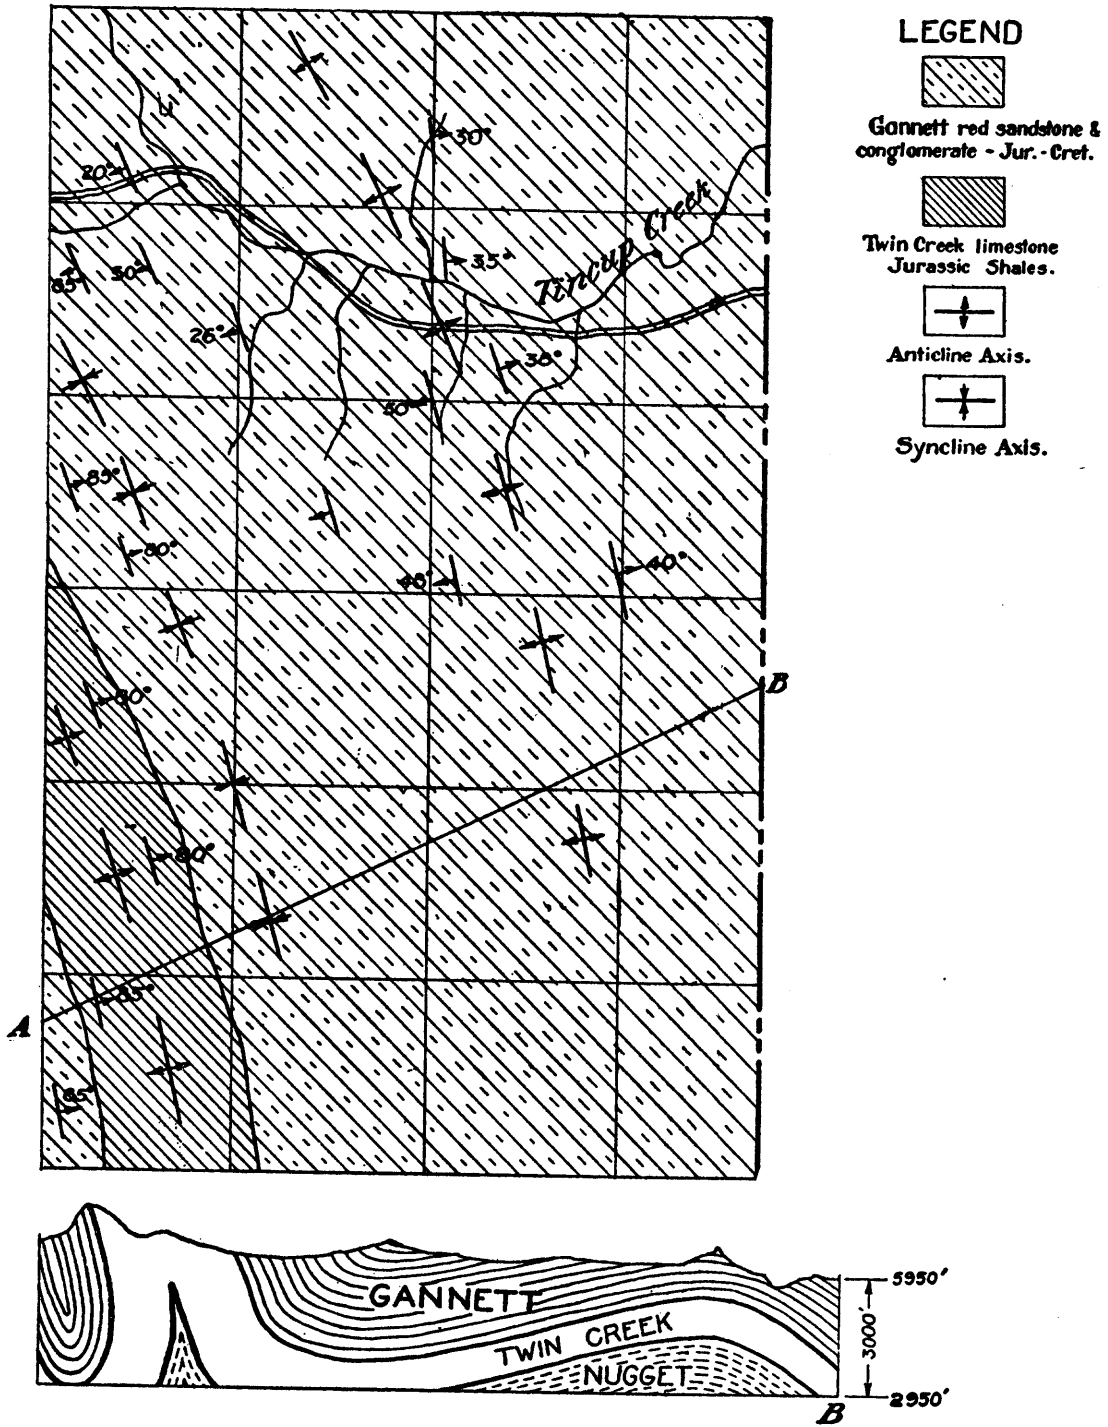 LEGEND
Gannett red sandstone &
conglomerate - Jur.-Cret.
Twin Creek limestone
Jurassic Shales.
Anticline Axis.
Syncline Axis.
U
30°
20°
Tincup Creek
35°
85°
30°
26°
36°
50°
85°
80°
48°
40°
80°
B
80°
A
85°
85°
GANNETT
TWIN CREEK
NUGGET
5950'
3000'
2950'
B